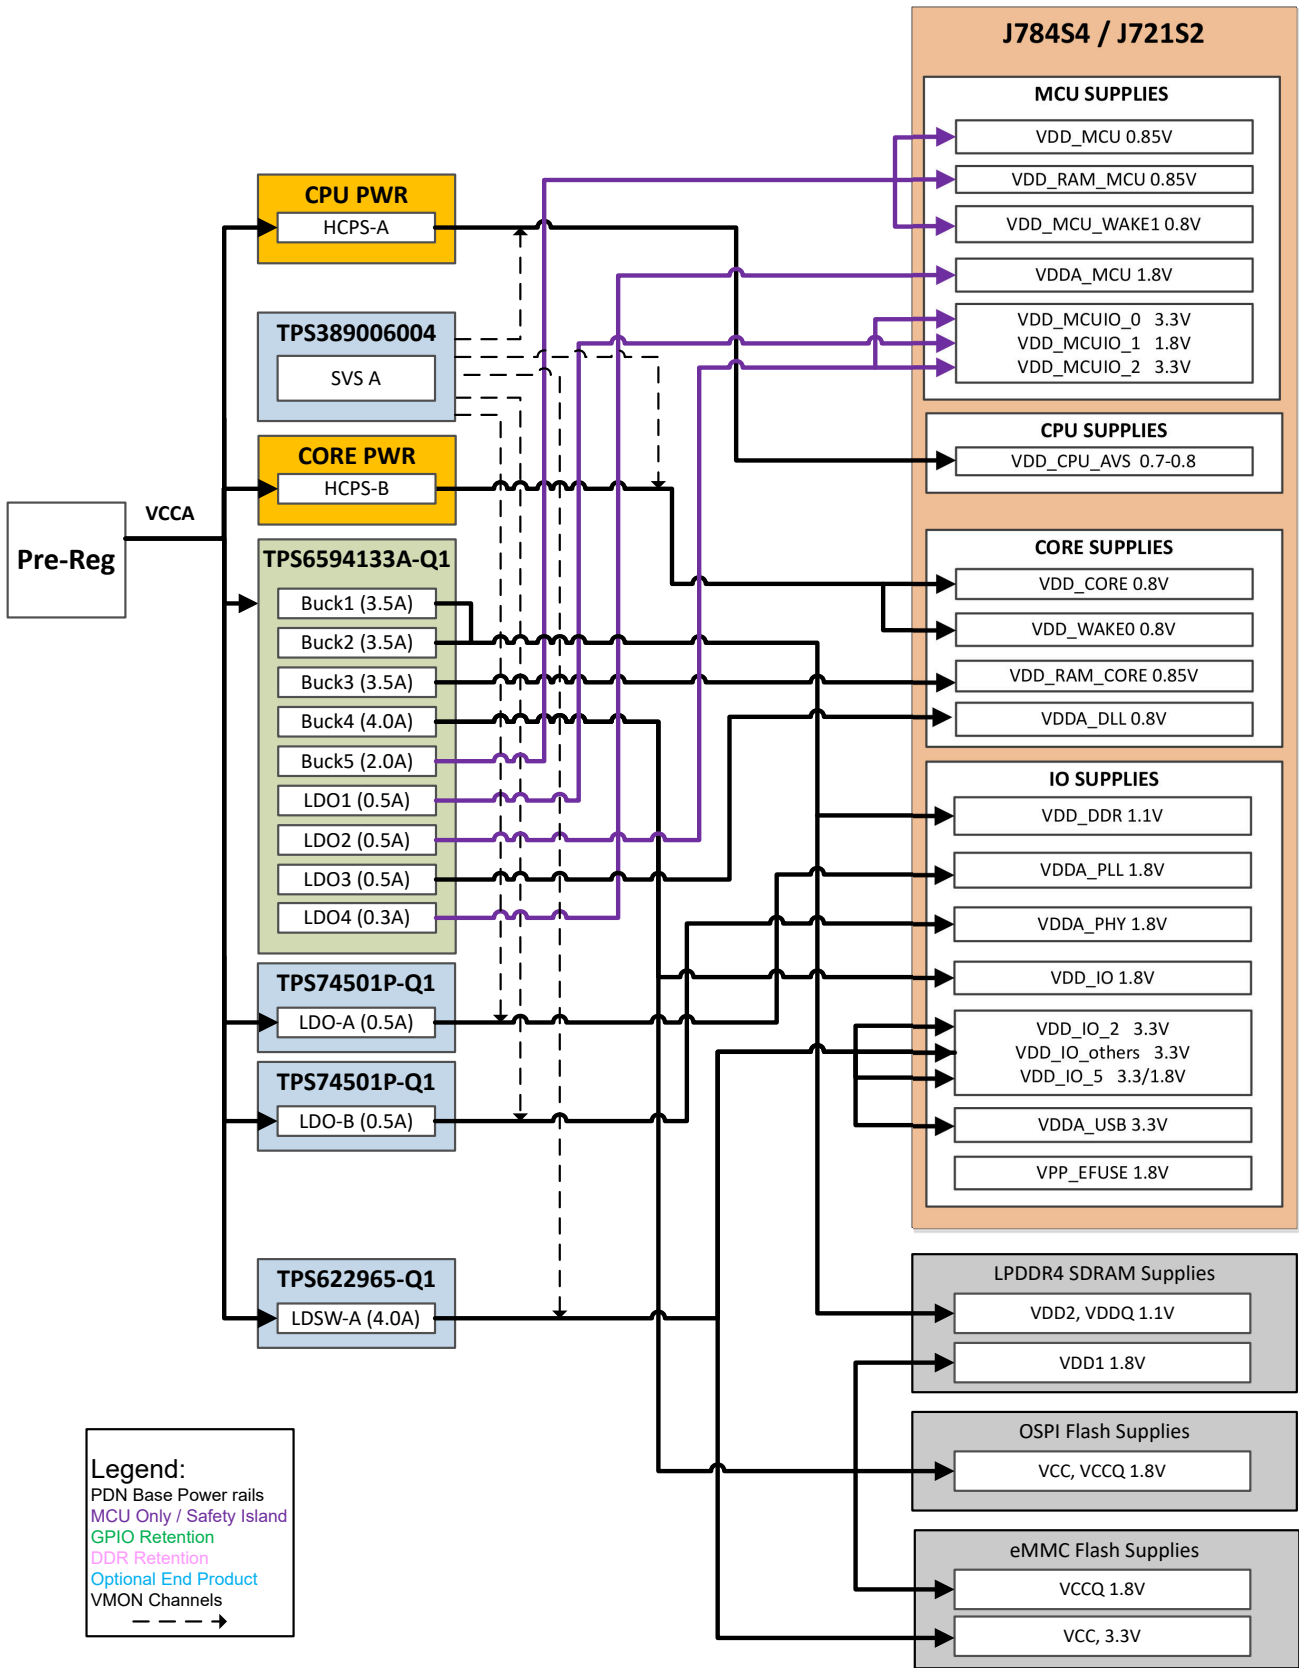 Pre-Reg
VCCA
CPU PWR
HCPS-A
TPS389006004
SVS A
CORE PWR
HCPS-B
TPS6594133A-Q1
Buck1 (3.5A)
Buck2 (3.5A)
Buck3 (3.5A)
Buck4 (4.0A)
Buck5 (2.0A)
LDO1 (0.5A)
LDO2 (0.5A)
LDO3 (0.5A)
LDO4 (0.3A)
TPS74501P-Q1
LDO-A (0.5A)
TPS74501P-Q1
LDO-B (0.5A)
TPS622965-Q1
LDSW-A (4.0A)
J784S4 / J721S2
MCU SUPPLIES
VDD_MCU 0.85V
VDD_RAM_MCU 0.85V
VDD_MCU_WAKE1 0.8V
VDDA_MCU 1.8V
VDD_MCUIO_0 3.3V
VDD_MCUIO_1 1.8V
VDD_MCUIO_2 3.3V
CPU SUPPLIES
VDD_CPU_AVS 0.7-0.8
CORE SUPPLIES
VDD_CORE 0.8V
VDD_WAKE0 0.8V
VDD_RAM_CORE 0.85V
VDDA_DLL 0.8V
IO SUPPLIES
VDD_DDR 1.1V
VDDA_PLL 1.8V
VDDA_PHY 1.8V
VDD_IO 1.8V
VDD_IO_2 3.3V
VDD_IO_others 3.3V
VDD_IO_5 3.3/1.8V
VDDA_USB 3.3V
VPP_EFUSE 1.8V
LPDDR4 SDRAM Supplies
VDD2, VDDQ 1.1V
VDD1 1.8V
OSPI Flash Supplies
VCC, VCCQ 1.8V
eMMC Flash Supplies
VCCQ 1.8V
VCC, 3.3V
Legend:
PDN Base Power rails
MCU Only / Safety Island
GPIO Retention
DDR Retention
Optional End Product
VMON Channels